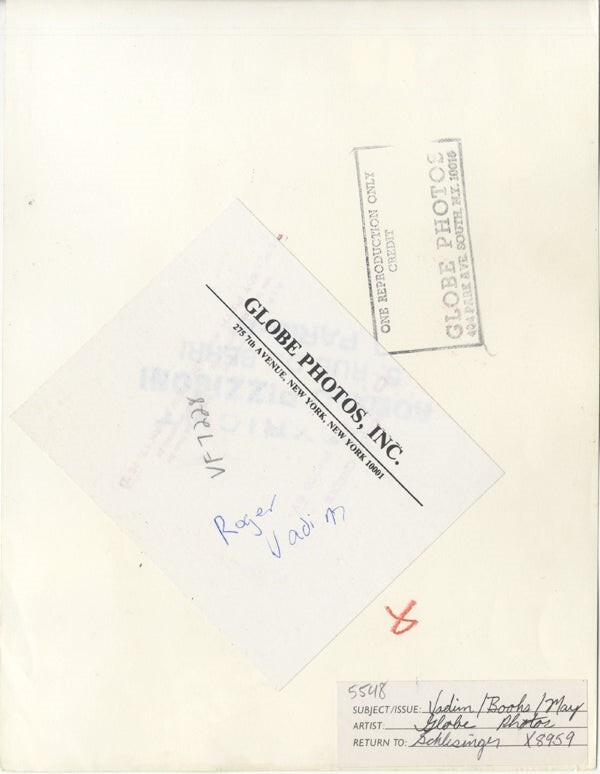 ONE REPRODUCTION ONLY
CREDIT
GLOBE PHOTOS
404 PARK AVE. SOUTH, N.Y. 10016
GLOBE PHOTOS, INC.
275 7th AVENUE, NEW YORK, NEW YORK 10001
Roger
Vadim
5548
SUBJECT/ISSUE: Vadim/Books/May
ARTIST: Globe Photos
RETURN TO: Schlesinger X8959